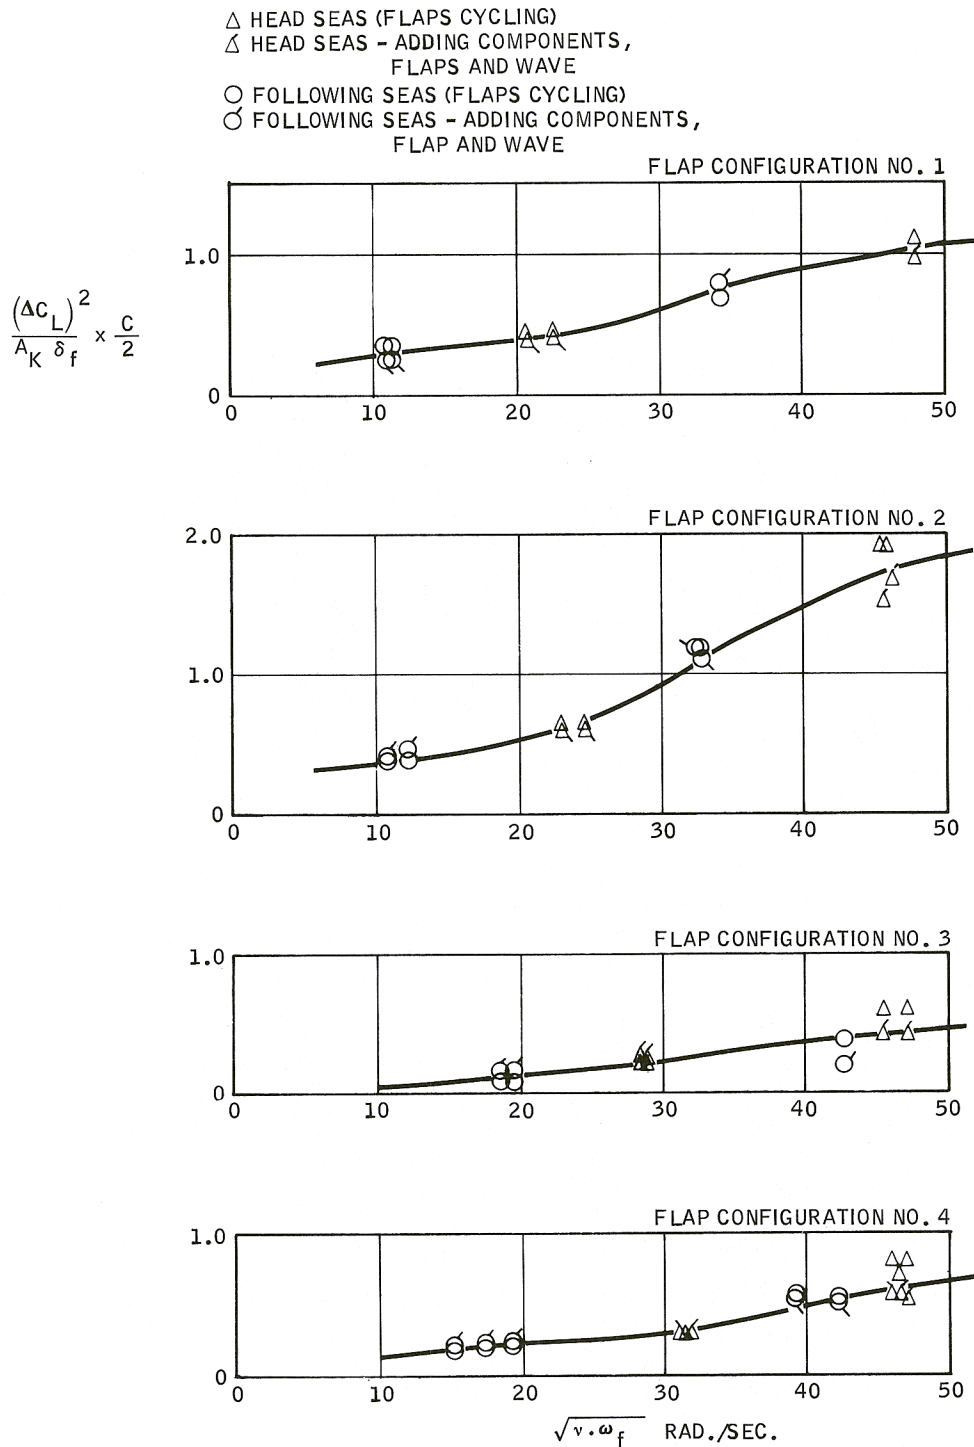 △ HEAD SEAS (FLAPS CYCLING)
△ HEAD SEAS - ADDING COMPONENTS,
FLAPS AND WAVE
○ FOLLOWING SEAS (FLAPS CYCLING)
○ FOLLOWING SEAS - ADDING COMPONENTS,
FLAP AND WAVE
FLAP CONFIGURATION NO. 1
1.0
(ΔC_L)^2 / A_K δ_f x C/2
0
0 10 20 30 40 50
FLAP CONFIGURATION NO. 2
2.0
1.0
0
0 10 20 30 40 50
FLAP CONFIGURATION NO. 3
1.0
0
0 10 20 30 40 50
FLAP CONFIGURATION NO. 4
1.0
0
0 10 20 30 40 50
√ν·ω_f RAD./SEC.